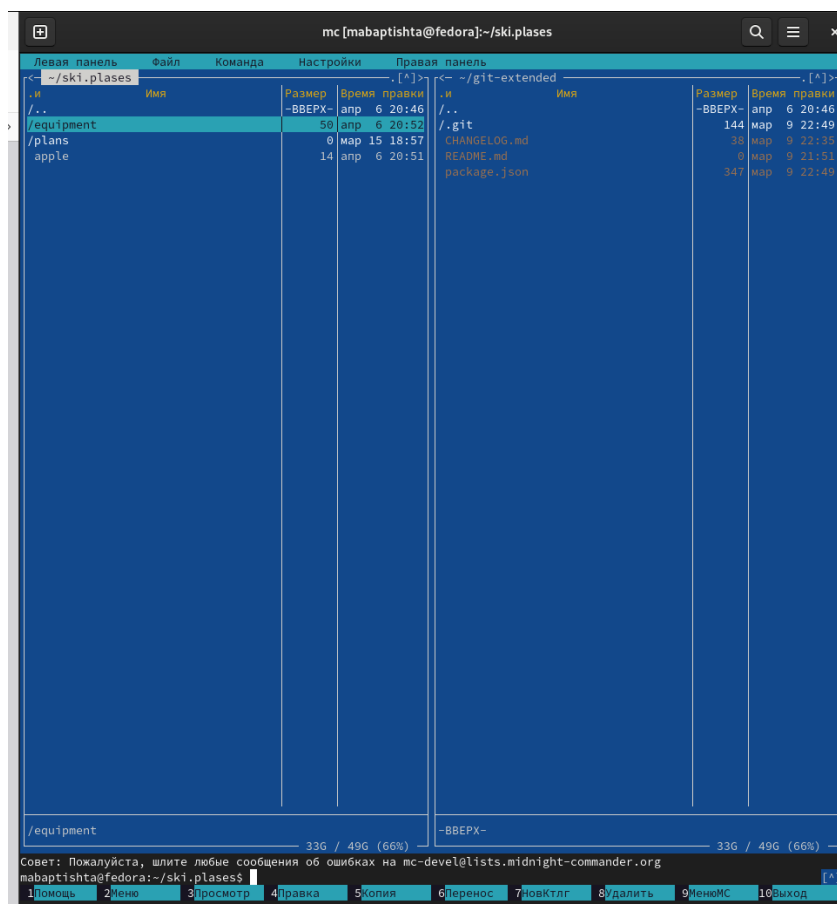 mc [mabaptishta@fedora]:~/ski.plases
Левая панель Файл Команда Настройки Правая панель
<─ ~/ski.plases ─.[^]>
.и Имя Размер Время правки
/.. -ВВЕРХ- апр 6 20:46
/equipment 50 апр 6 20:52
/plans 0 мар 15 18:57
apple 14 апр 6 20:51
/equipment
33G / 49G (66%)
<─ ~/git-extended ─.[^]>
.и Имя Размер Время правки
/.. -ВВЕРХ- апр 6 20:46
/.git 144 мар 9 22:49
CHANGELOG.md 38 мар 9 22:35
README.md 0 мар 9 21:51
package.json 347 мар 9 22:49
-ВВЕРХ-
33G / 49G (66%)
Совет: Пожалуйста, шлите любые сообщения об ошибках на mc-devel@lists.midnight-commander.org
mabaptishta@fedora:~/ski.plases$ [^]
1Помощь 2Меню 3Просмотр 4Правка 5Копия 6Перенос 7НовКтлг 8Удалить 9МенюМС 10Выход